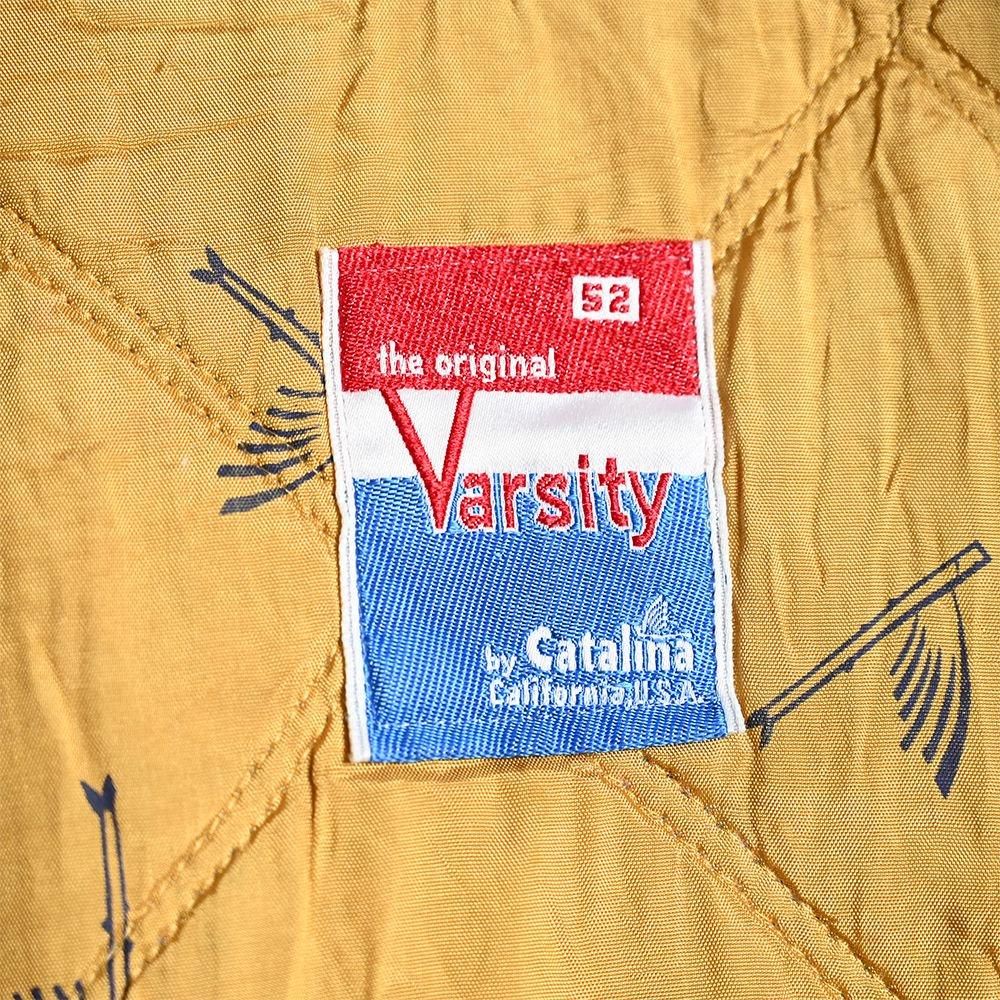 52
the original
Varsity
by Catalina
California, U.S.A.